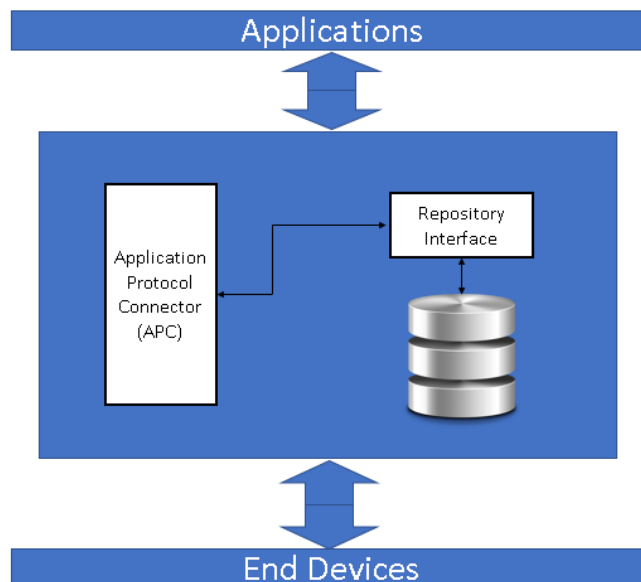 Applications
Application
Protocol
Connector
(APC)
Repository
Interface
End Devices